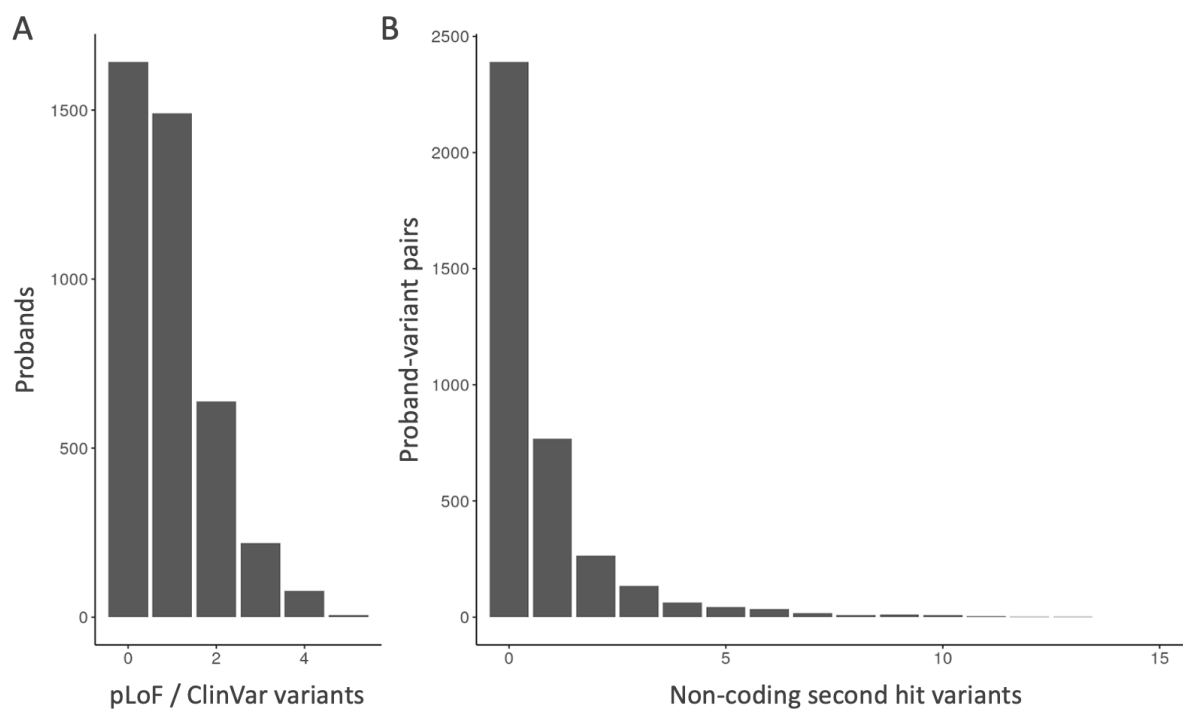 A
1500
1000
500
0
Probands
0 2 4
pLoF / ClinVar variants
B
2500
2000
1500
1000
500
0
Proband-variant pairs
0 5 10 15
Non-coding second hit variants